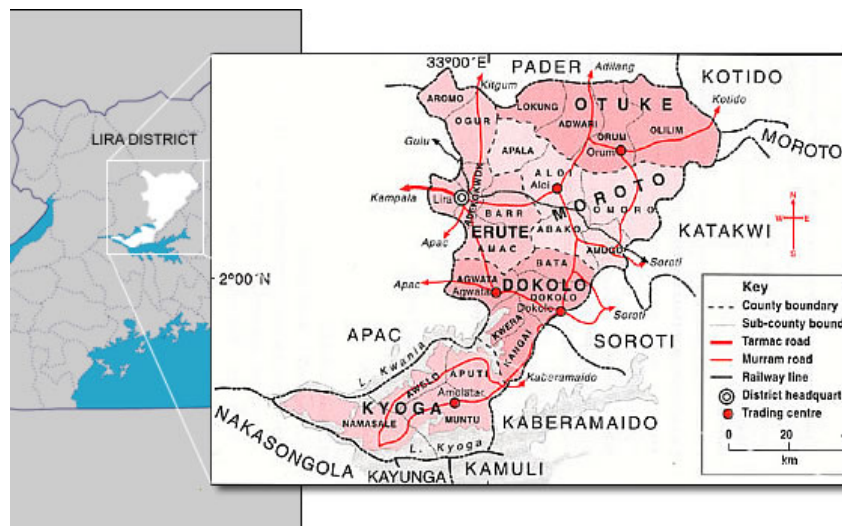 LIRA DISTRICT
33º00´E
Kitgum
PADER
Adilang
KOTIDO
Kotido
AROMO
OGUR
LOKUNG
OTUKE
ADWARI
ORUM
Orum
OLILIM
MOROTO
Gulu
APALA
ALOI
Aloi
MOROTO
OMORO
Kampala
Lira
ADEKOKWOK
BARR
ERUTE
ABAKO
AMUGU
KATAKWI
Apac
AMAC
BATA
Soroti
2º00´N
Apac
AGWATA
Agwata
DOKOLO
DOKOLO
Dokolo
Soroti
KWERA
KANGAI
SOROTI
APAC
L. Kwania
AWELO
APUTI
Kaberamaido
KYOGA
Amolatar
NAMASALE
MUNTU
KABERAMAIDO
L. Kyoga
NAKASONGOLA
KAYUNGA
KAMULI
N
W
E
S
Key
County boundary
Sub-county bound
Tarmac road
Murram road
Railway line
District headquart
Trading centre
0 20
km